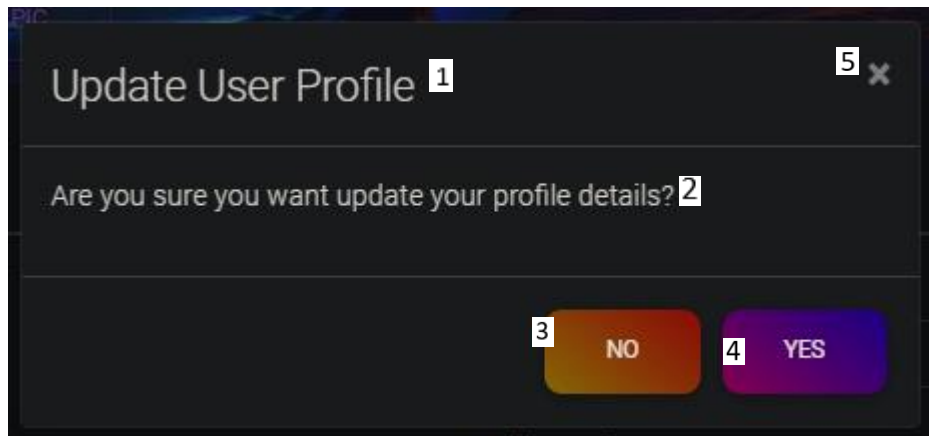 PIC
Update User Profile 1
5 ×
Are you sure you want update your profile details? 2
3 NO
4 YES